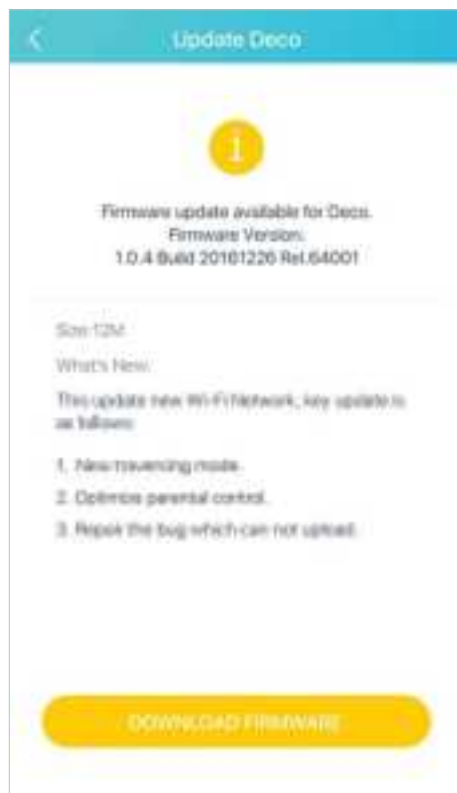 Update Deco
1
Firmware update available for Deco.
Firmware Version:
1.0.4 Build 20161226 Rel.64001
Size:12M
What's New:
This update new Wi-Fi Network, key update is
as follows:
1. New mode.
2. Optimize parental control.
3. Repair the bug which can not upload.
DOWNLOAD FIRMWARE